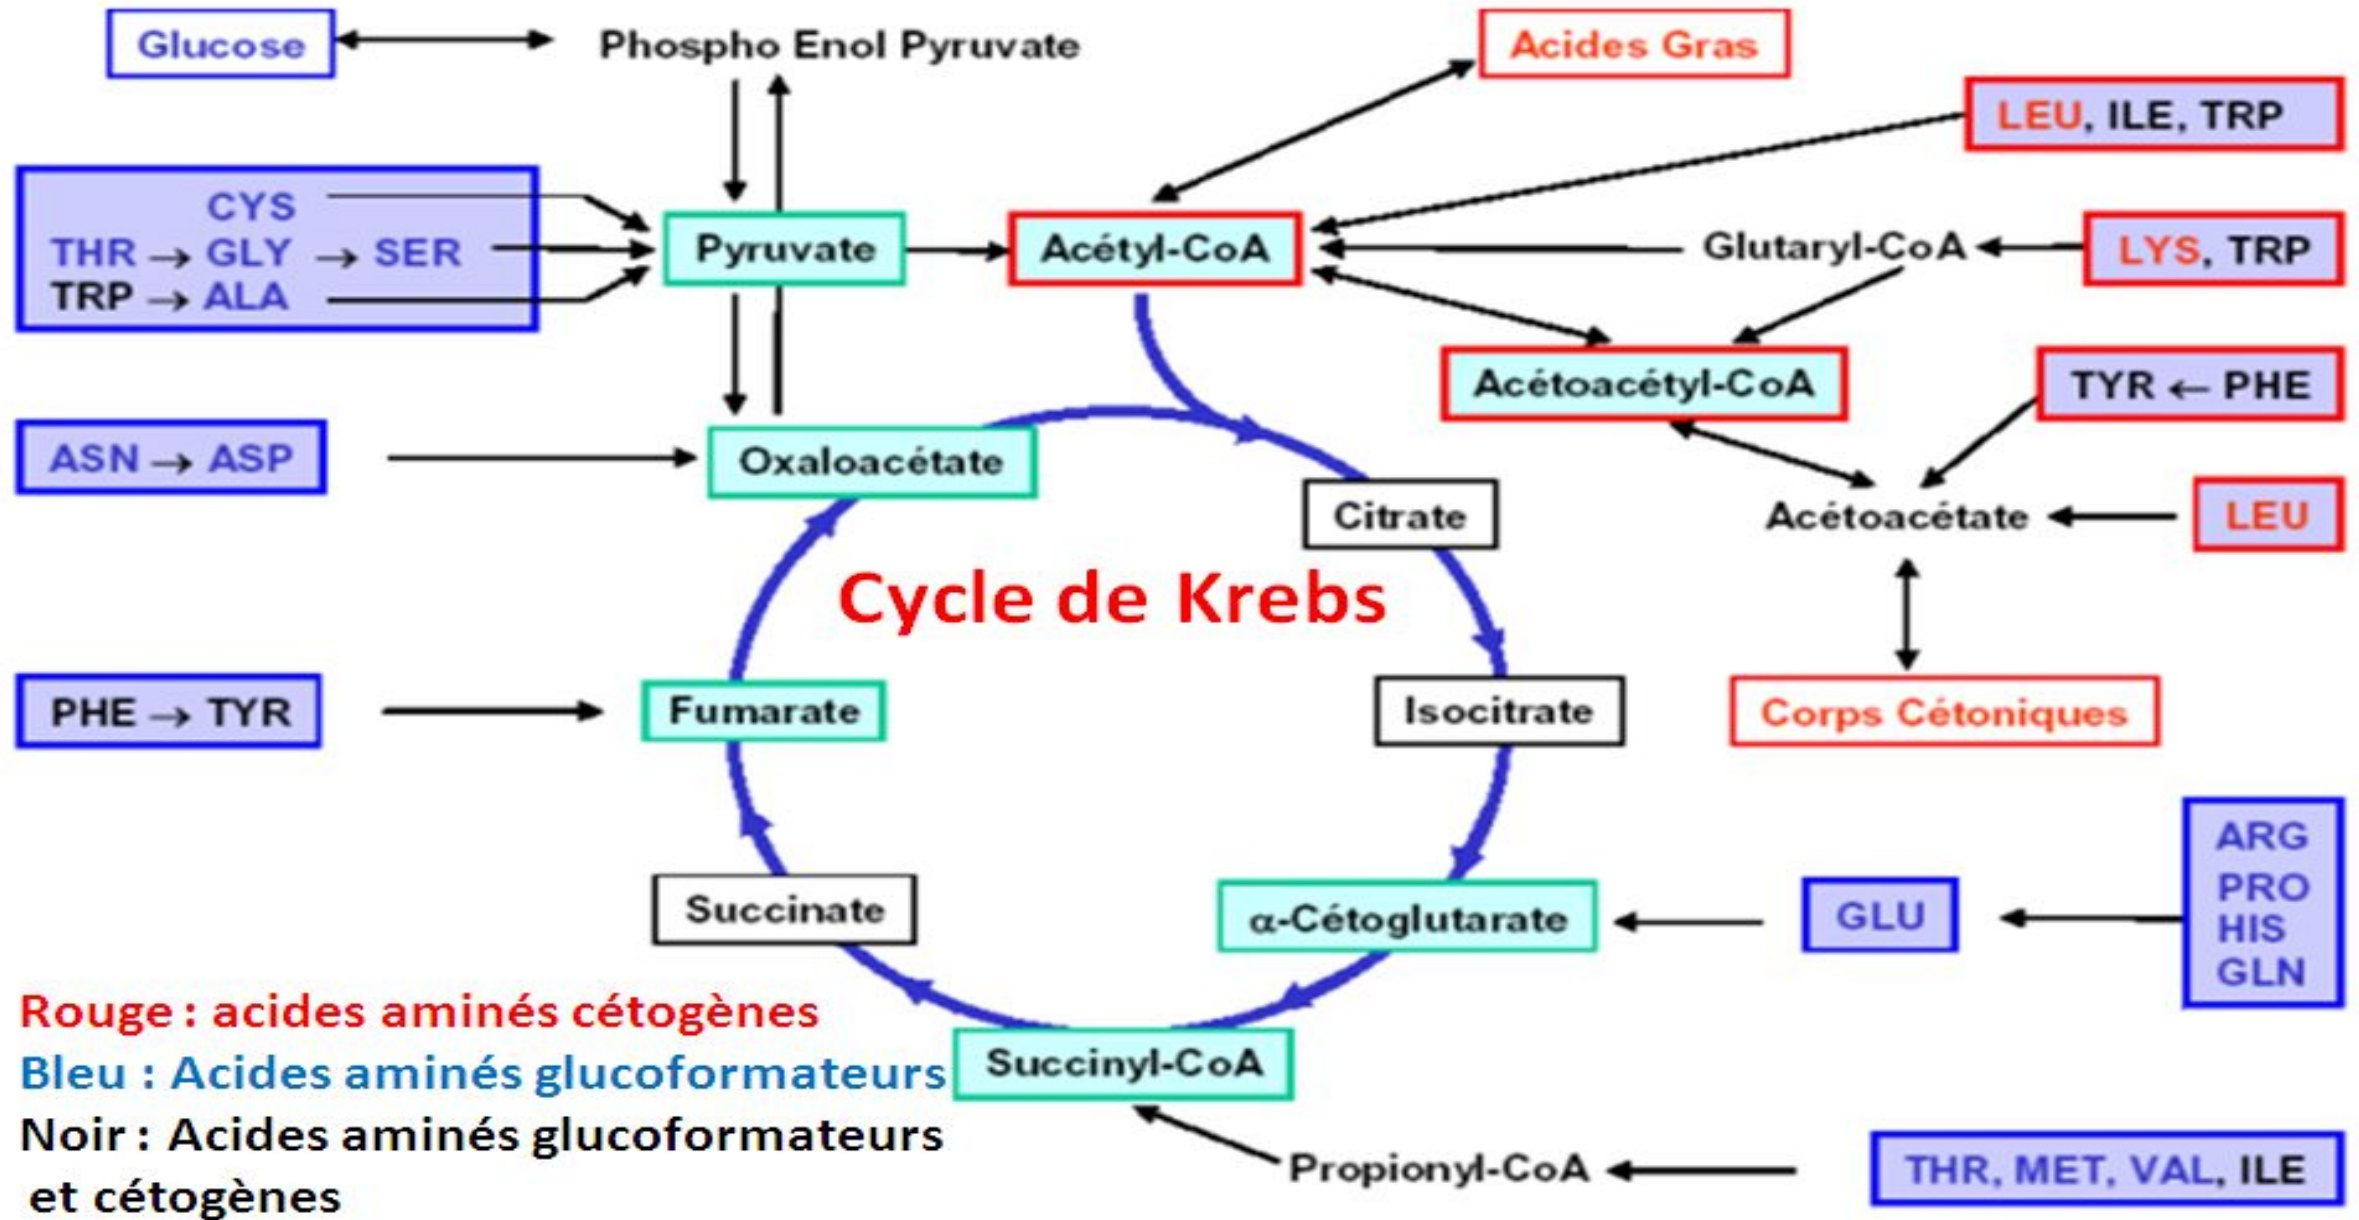 Glucose
Phospho Enol Pyruvate
Acides Gras
LEU, ILE, TRP
CYS
THR → GLY → SER
TRP → ALA
Pyruvate
Acétyl-CoA
Glutaryl-CoA
LYS, TRP
Acétoacétyl-CoA
TYR ← PHE
ASN → ASP
Oxaloacétate
Citrate
Acétoacétate
LEU
Cycle de Krebs
PHE → TYR
Fumarate
Isocitrate
Corps Cétoniques
Succinate
α-Cétoglutarate
GLU
ARG
PRO
HIS
GLN
Rouge : acides aminés cétogènes
Bleu : Acides aminés glucoformateurs
Noir : Acides aminés glucoformateurs
et cétogènes
Succinyl-CoA
Propionyl-CoA
THR, MET, VAL, ILE